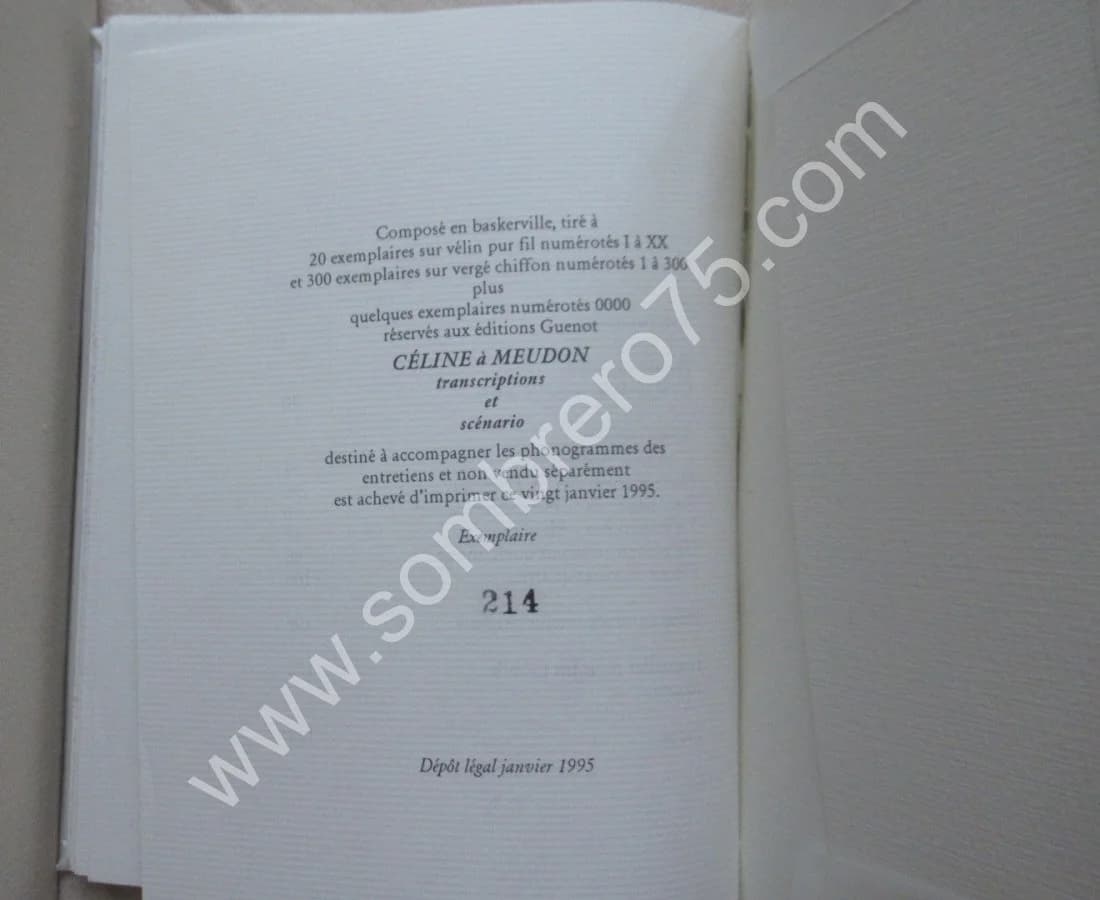 Composé en baskerville, tiré à
20 exemplaires sur vélin pur fil numérotés I à XX
et 300 exemplaires sur vergé chiffon numérotés 1 à 300
plus
quelques exemplaires numérotés 0000
réservés aux éditions Guenot
CÉLINE à MEUDON
transcriptions
et
scénario
destiné à accompagner les phonogrammes des
entretiens et non vendu séparément
est achevé d'imprimer ce vingt janvier 1995.
Exemplaire
214
Dépôt légal janvier 1995
www.sombrero75.com